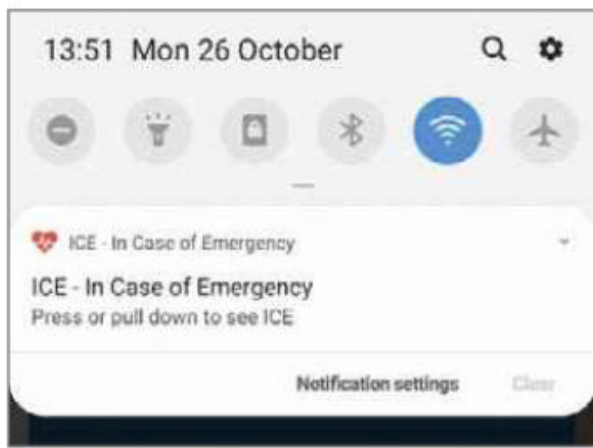 13:51 Mon 26 October
ICE - In Case of Emergency
ICE - In Case of Emergency
Press or pull down to see ICE
Notification settings Clear